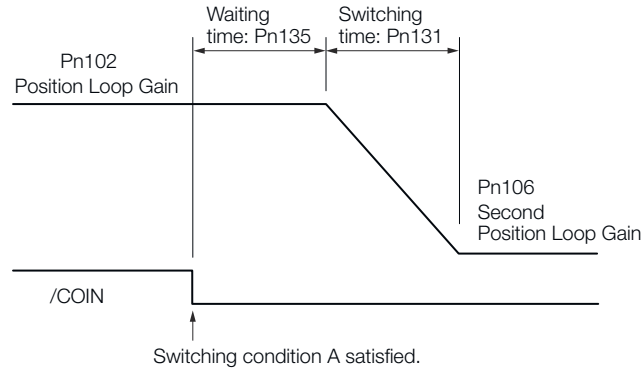 Waiting
time: Pn135
Switching
time: Pn131
Pn102
Position Loop Gain
Pn106
Second
Position Loop Gain
/COIN
Switching condition A satisfied.